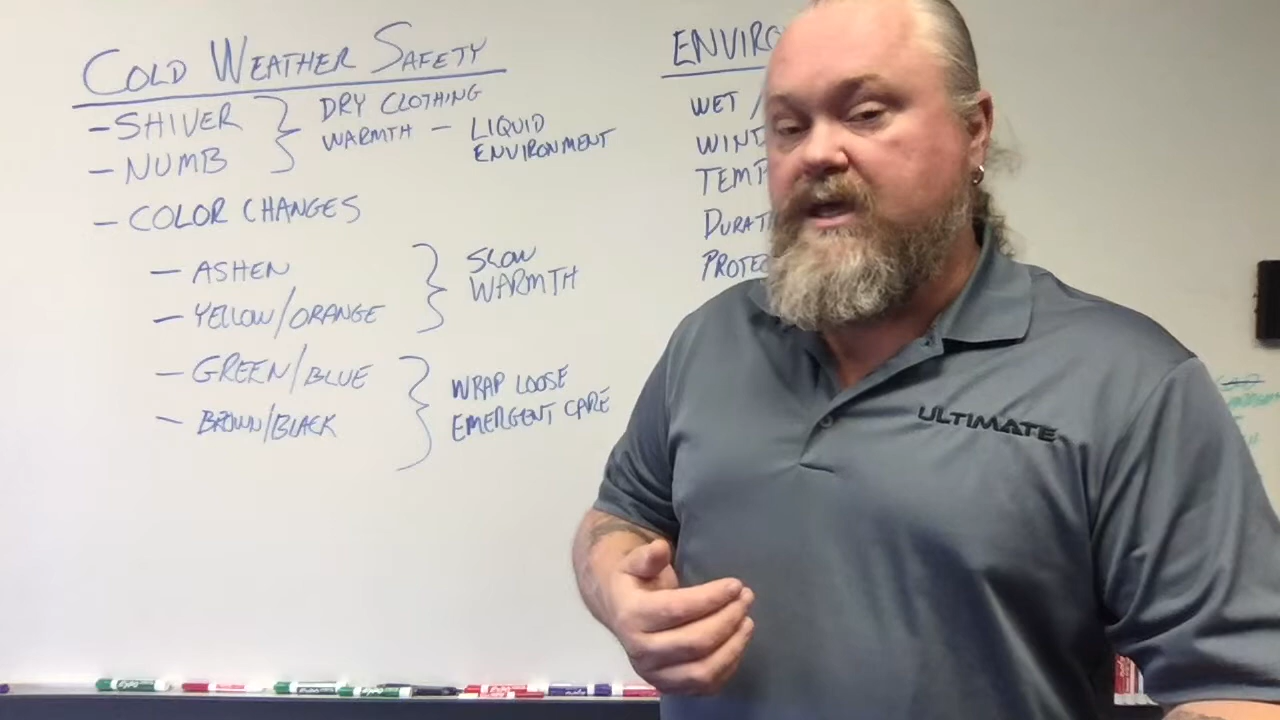 COLD WEATHER SAFETY
- SHIVER
- NUMB
DRY CLOTHING
WARMTH - LIQUID
ENVIRONMENT
- COLOR CHANGES
- ASHEN
- YELLOW/ORANGE
SLOW
WARMTH
- GREEN/BLUE
- BROWN/BLACK
WRAP LOOSE
EMERGENT CARE
ENVIRO
WET /
WIND
TEMP
DURAT
PROTEC
ULTIMATE